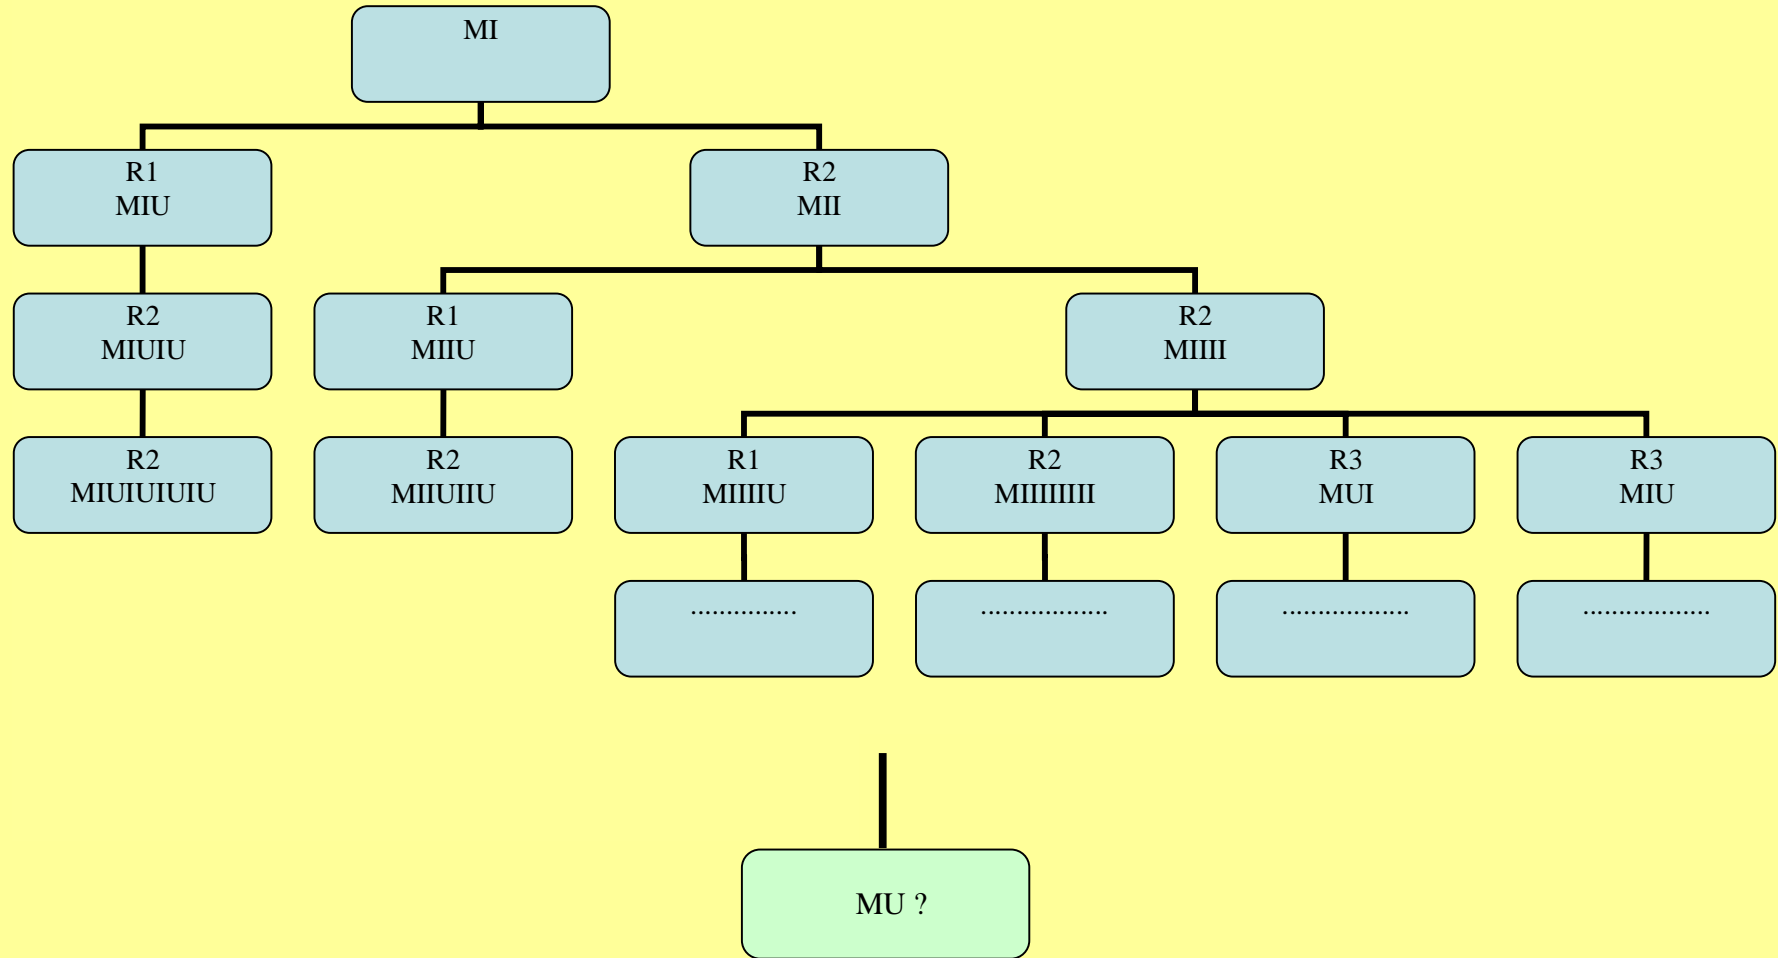 MI
R1
MIU
R2
MII
R2
MIUIU
R1
MIIU
R2
MIIII
R2
MIUIUIUIU
R2
MIIUIIU
R1
MIIIIU
R2
MIIIIIIII
R3
MUI
R3
MIU
...............
..................
..................
..................
MU ?